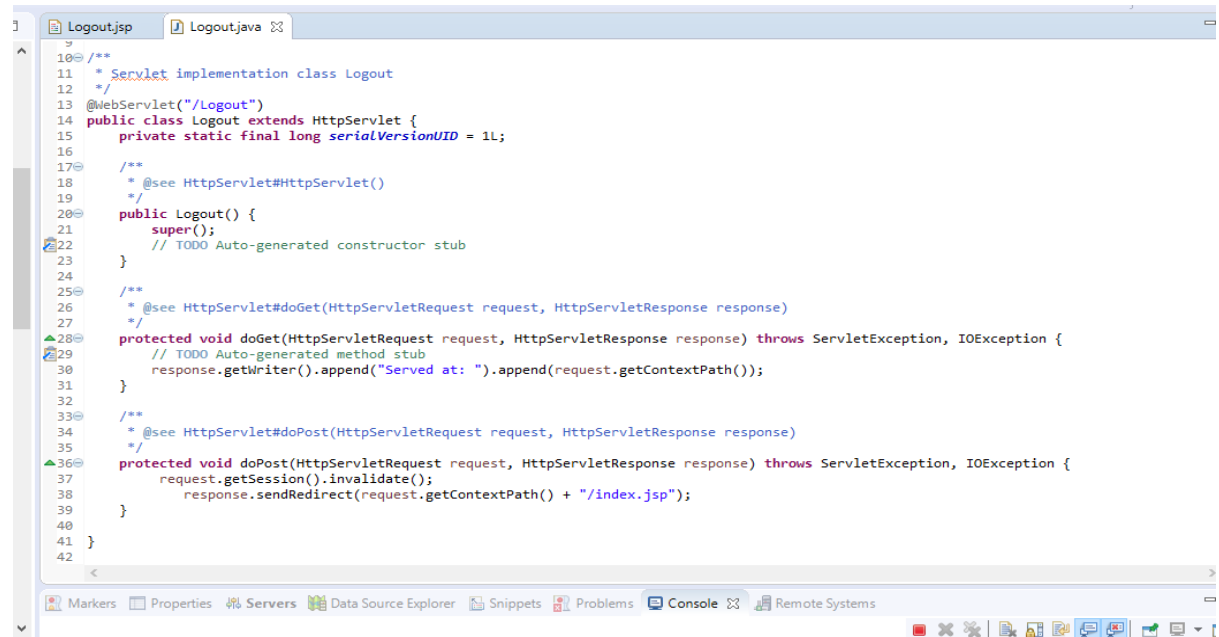 Logout.jsp
Logout.java
9
10 /**
11 * Servlet implementation class Logout
12 */
13 @WebServlet("/Logout")
14 public class Logout extends HttpServlet {
15 private static final long serialVersionUID = 1L;
16
17 /**
18 * @see HttpServlet#HttpServlet()
19 */
20 public Logout() {
21 super();
22 // TODO Auto-generated constructor stub
23 }
24
25 /**
26 * @see HttpServlet#doGet(HttpServletRequest request, HttpServletResponse response)
27 */
28 protected void doGet(HttpServletRequest request, HttpServletResponse response) throws ServletException, IOException {
29 // TODO Auto-generated method stub
30 response.getWriter().append("Served at: ").append(request.getContextPath());
31 }
32
33 /**
34 * @see HttpServlet#doPost(HttpServletRequest request, HttpServletResponse response)
35 */
36 protected void doPost(HttpServletRequest request, HttpServletResponse response) throws ServletException, IOException {
37 request.getSession().invalidate();
38 response.sendRedirect(request.getContextPath() + "/index.jsp");
39 }
40
41 }
42
Markers Properties Servers Data Source Explorer Snippets Problems Console Remote Systems